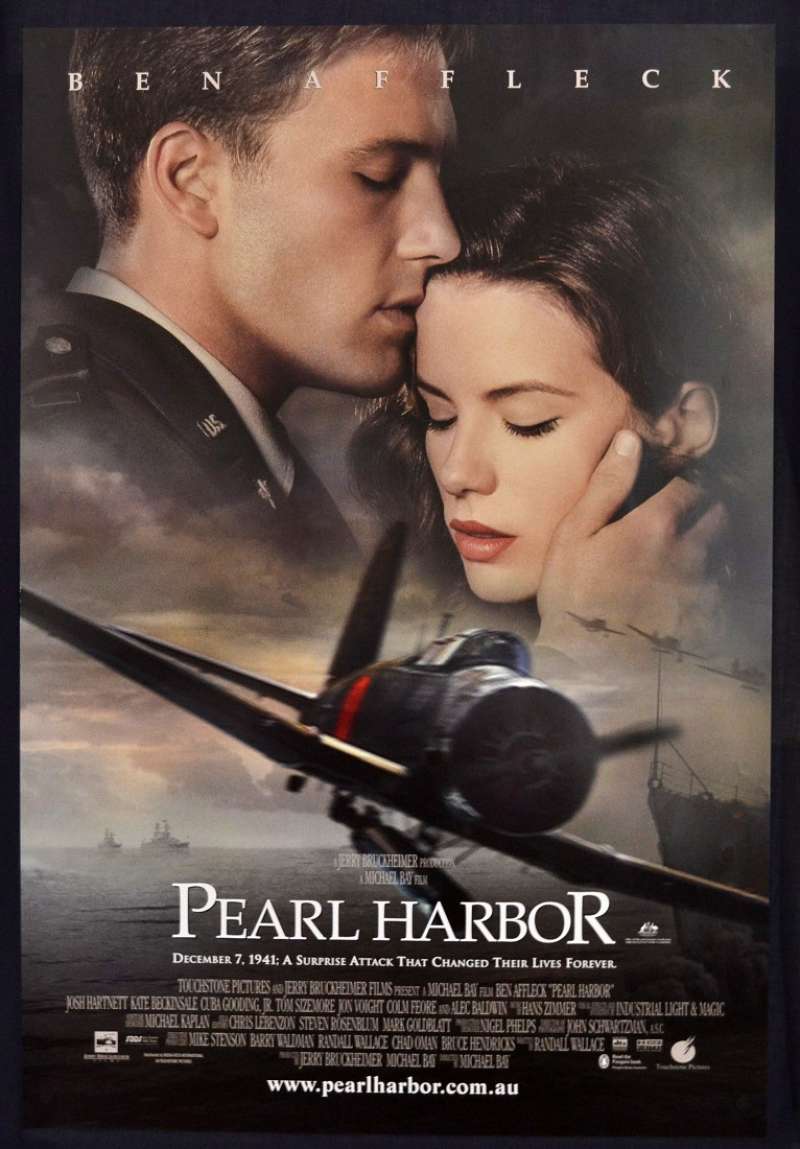 BEN AFFLECK
U.S.
A JERRY BRUCKHEIMER PRODUCTION
A MICHAEL BAY FILM
PEARL HARBOR
DECEMBER 7, 1941: A SURPRISE ATTACK THAT CHANGED THEIR LIVES FOREVER.
TOUCHSTONE PICTURES AND JERRY BRUCKHEIMER FILMS PRESENT A MICHAEL BAY FILM BEN AFFLECK "PEARL HARBOR"
JOSH HARTNETT KATE BECKINSALE CUBA GOODING, JR. TOM SIZEMORE JON VOIGHT COLM FEORE AND ALEC BALDWIN HANS ZIMMER INDUSTRIAL LIGHT & MAGIC
MICHAEL KAPLAN CHRIS LEBENZON STEVEN ROSENBLUM MARK GOLDBLATT NIGEL PHELPS JOHN SCHWARTZMAN, A.S.C.
MIKE STENSON BARRY WALDMAN RANDALL WALLACE CHAD OMAN BRUCE HENDRICKS RANDALL WALLACE
JERRY BRUCKHEIMER MICHAEL BAY MICHAEL BAY
Touchstone Pictures
www.pearlharbor.com.au